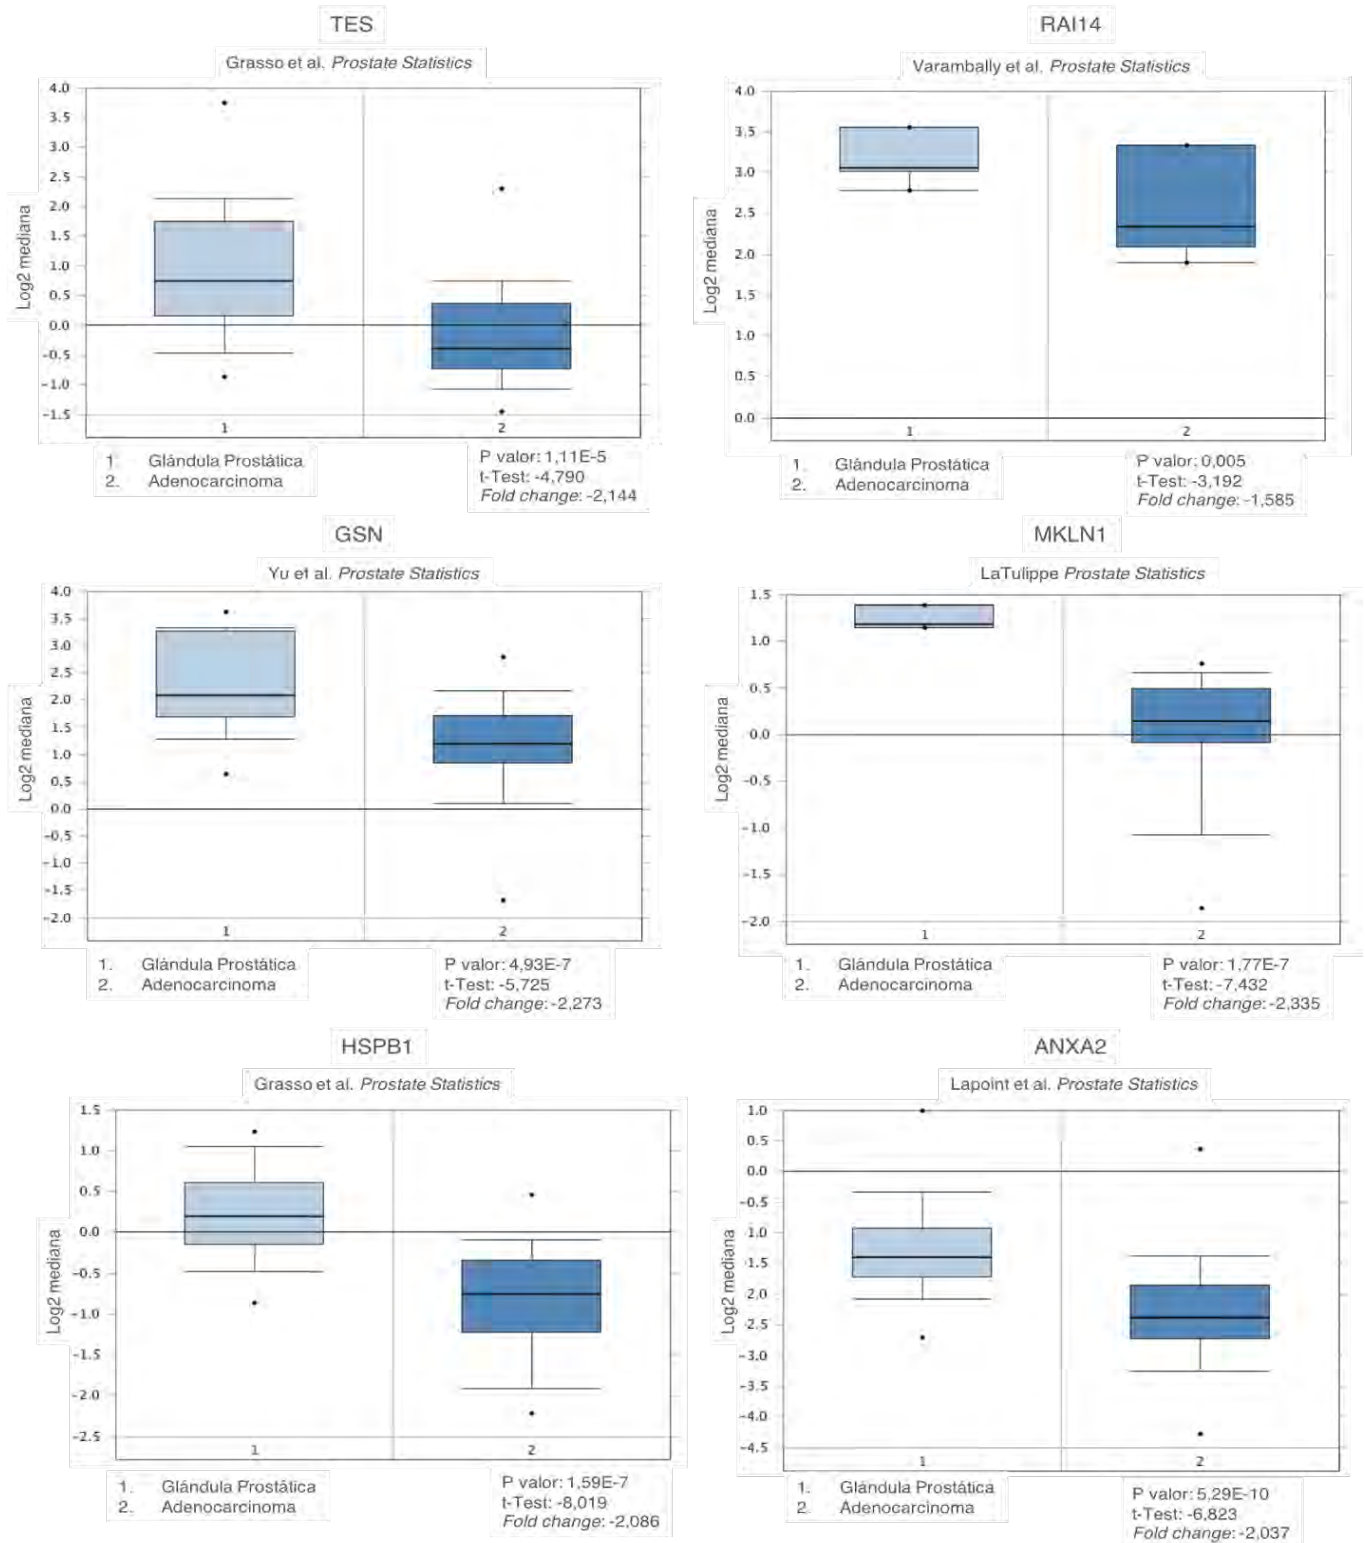 TES
Grasso et al. Prostate Statistics
Log2 mediana
4.0
3.5
3.0
2.5
2.0
1.5
1.0
0.5
0.0
-0.5
-1.0
-1.5
1
2
1. Glándula Prostática
2. Adenocarcinoma
P valor: 1,11E-5
t-Test: -4,790
Fold change: -2,144
RAI14
Varambally et al. Prostate Statistics
Log2 mediana
4.0
3.5
3.0
2.5
2.0
1.5
1.0
0.5
0.0
1
2
1. Glándula Prostática
2. Adenocarcinoma
P valor: 0,005
t-Test: -3,192
Fold change: -1,585
GSN
Yu et al. Prostate Statistics
Log2 mediana
4.0
3.5
3.0
2.5
2.0
1.5
1.0
0.5
0.0
-0.5
-1.0
-1.5
-2.0
1
2
1. Glándula Prostática
2. Adenocarcinoma
P valor: 4,93E-7
t-Test: -5,725
Fold change: -2,273
MKLN1
LaTulippe Prostate Statistics
Log2 mediana
1.5
1.0
0.5
0.0
-0.5
-1.0
-1.5
-2.0
1
2
1. Glándula Prostática
2. Adenocarcinoma
P valor: 1,77E-7
t-Test: -7,432
Fold change: -2,335
HSPB1
Grasso et al. Prostate Statistics
Log2 mediana
1.5
1.0
0.5
0.0
-0.5
-1.0
-1.5
-2.0
-2.5
1
2
1. Glándula Prostática
2. Adenocarcinoma
P valor: 1,59E-7
t-Test: -8,019
Fold change: -2,086
ANXA2
Lapoint et al. Prostate Statistics
Log2 mediana
1.0
0.5
0.0
-0.5
-1.0
-1.5
-2.0
-2.5
-3.0
-3.5
-4.0
-4.5
1
2
1. Glándula Prostática
2. Adenocarcinoma
P valor: 5,29E-10
t-Test: -6,823
Fold change: -2,037